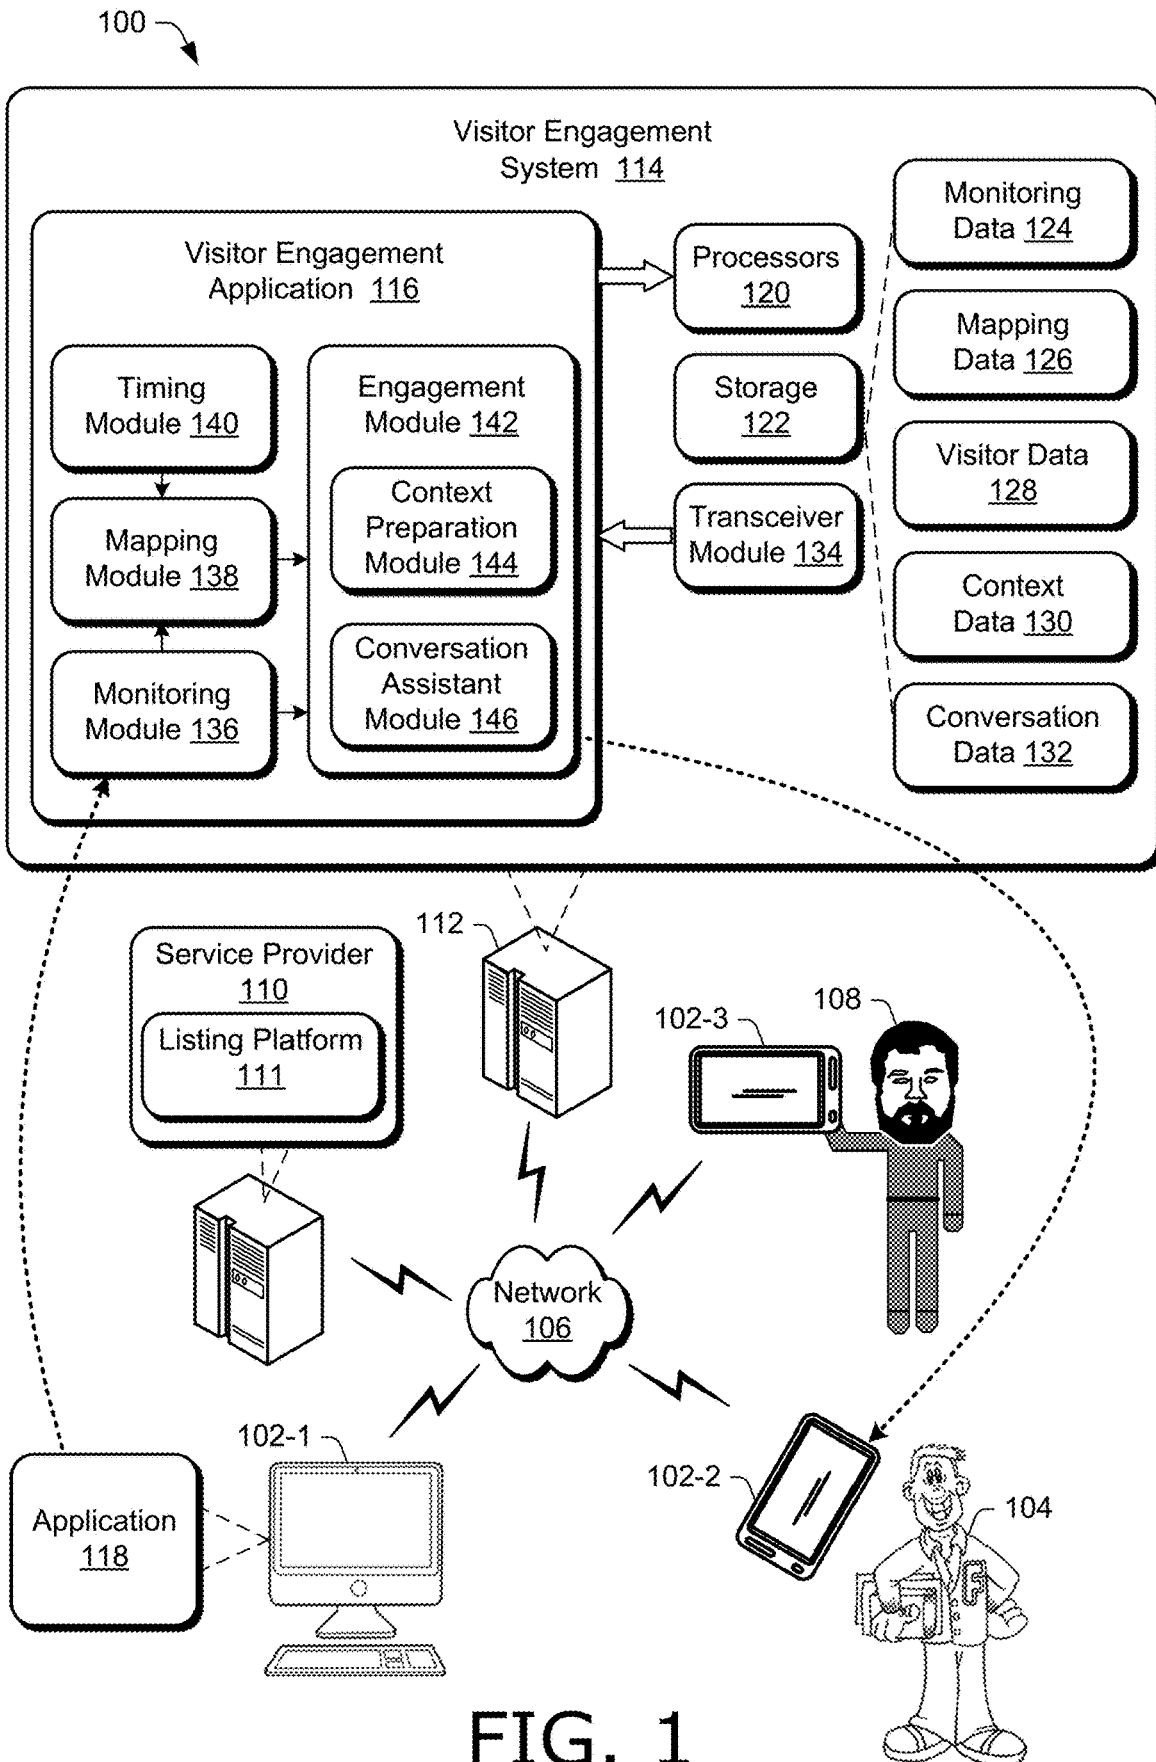 100
Visitor Engagement
System 114
Visitor Engagement
Application 116
Timing
Module 140
Mapping
Module 138
Monitoring
Module 136
Engagement
Module 142
Context
Preparation
Module 144
Conversation
Assistant
Module 146
Processors
120
Storage
122
Transceiver
Module 134
Monitoring
Data 124
Mapping
Data 126
Visitor Data
128
Context
Data 130
Conversation
Data 132
Service Provider
110
Listing Platform
111
112
102-3
108
Network
106
102-1
Application
118
102-2
104
F
FIG. 1